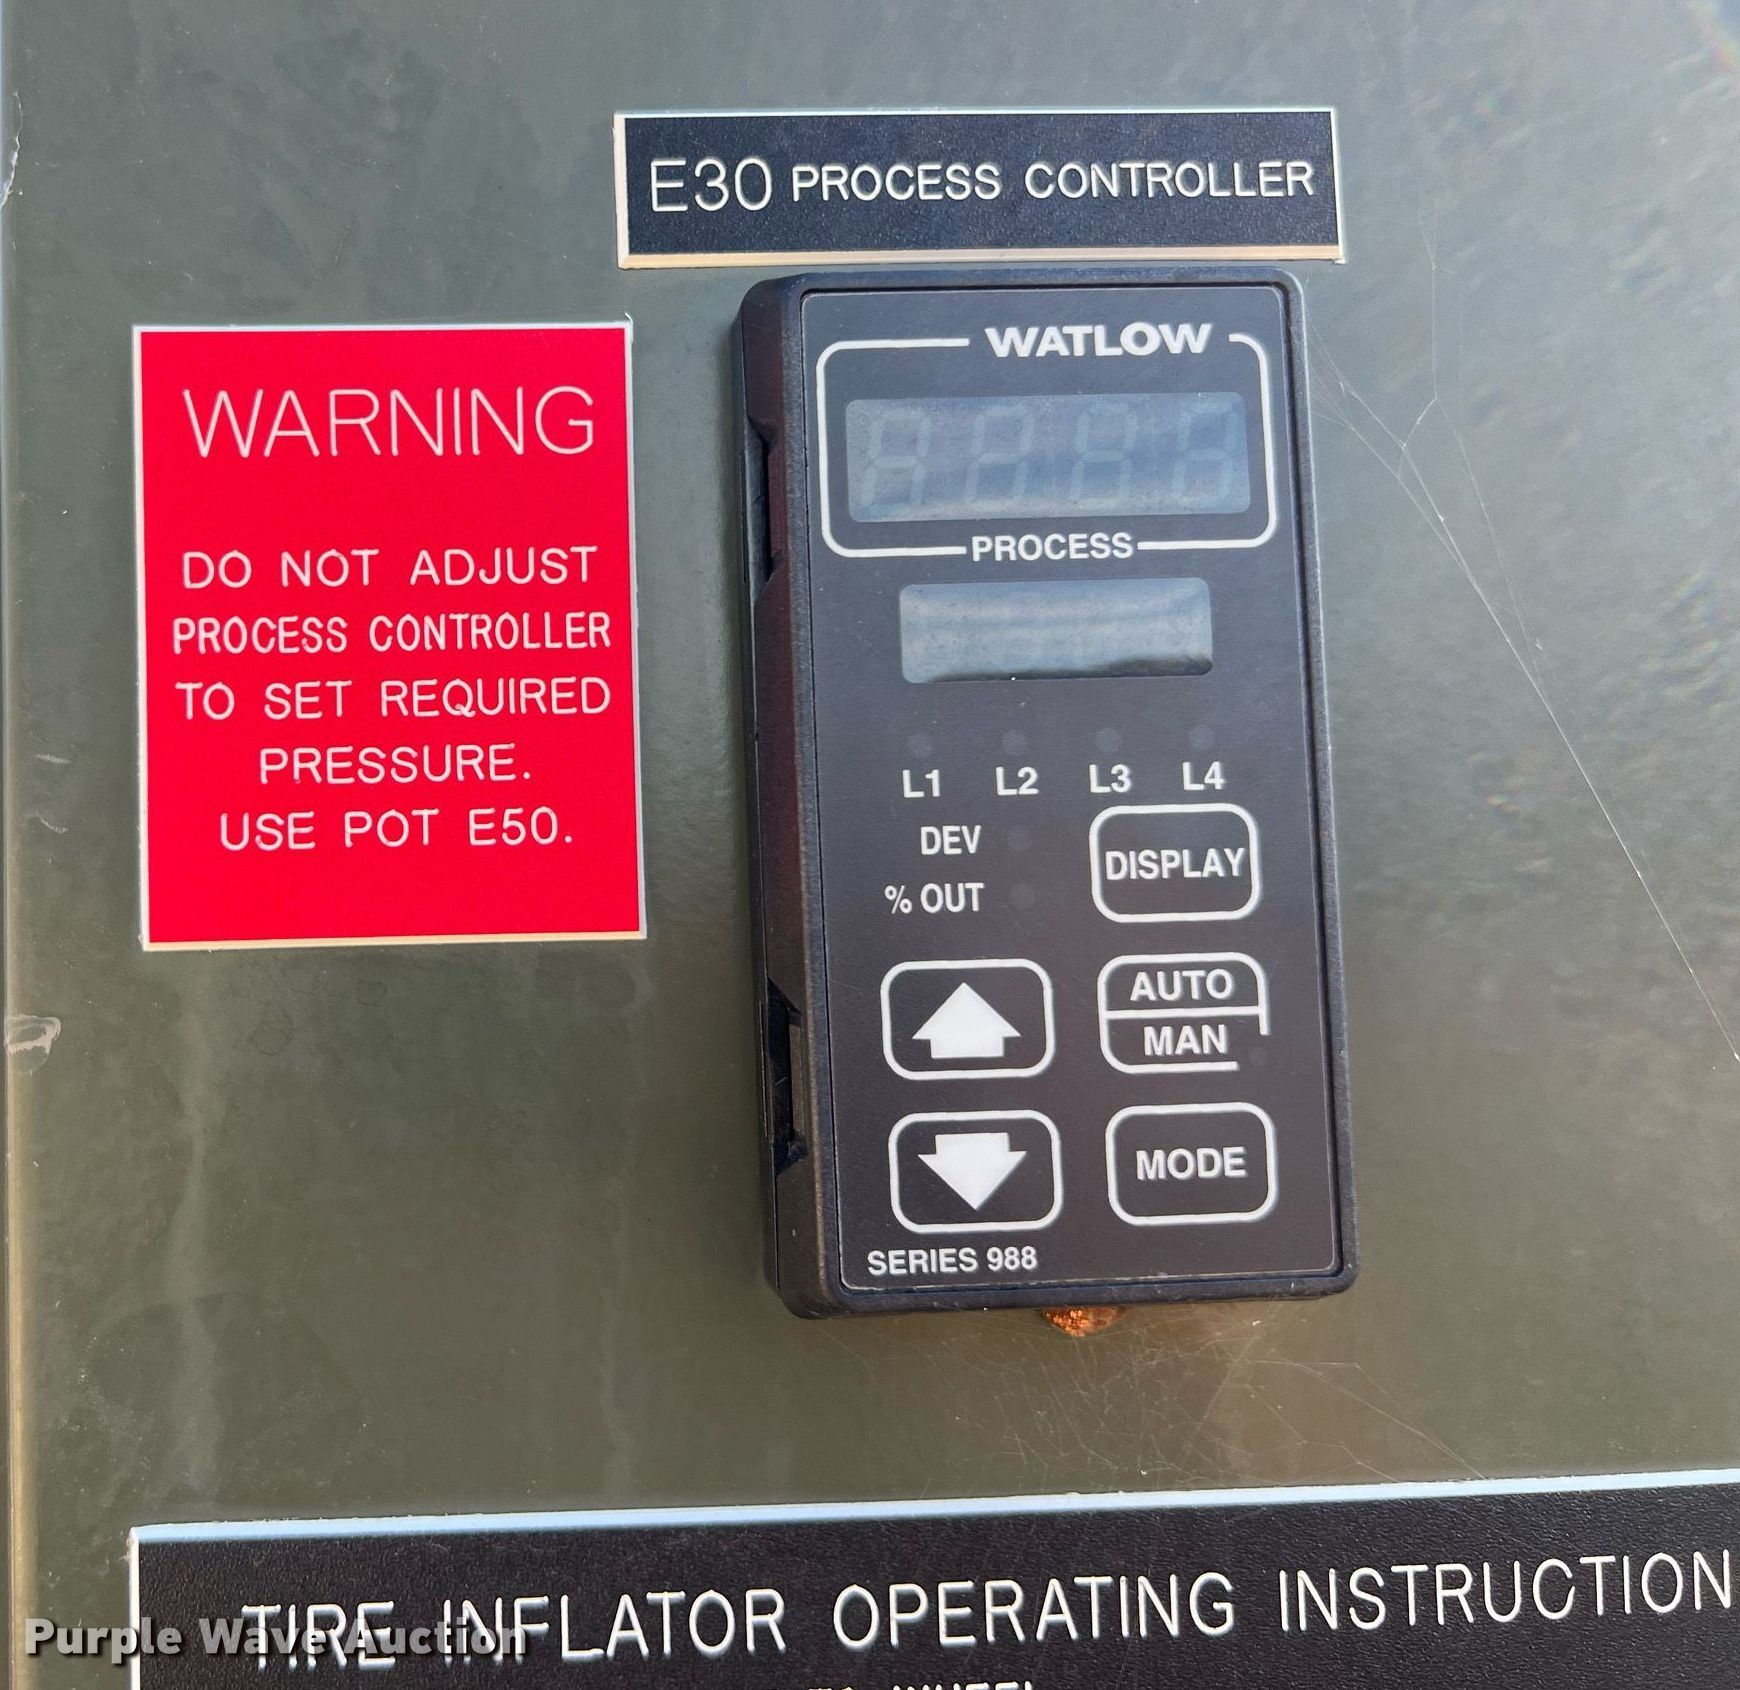 E30 PROCESS CONTROLLER
WARNING
DO NOT ADJUST
PROCESS CONTROLLER
TO SET REQUIRED
PRESSURE.
USE POT E50.
WATLOW
PROCESS
L1 L2 L3 L4
DEV
% OUT
DISPLAY
AUTO
MAN
MODE
SERIES 988
TIRE INFLATOR OPERATING INSTRUCTION
WHEEL
Purple Wave Auction